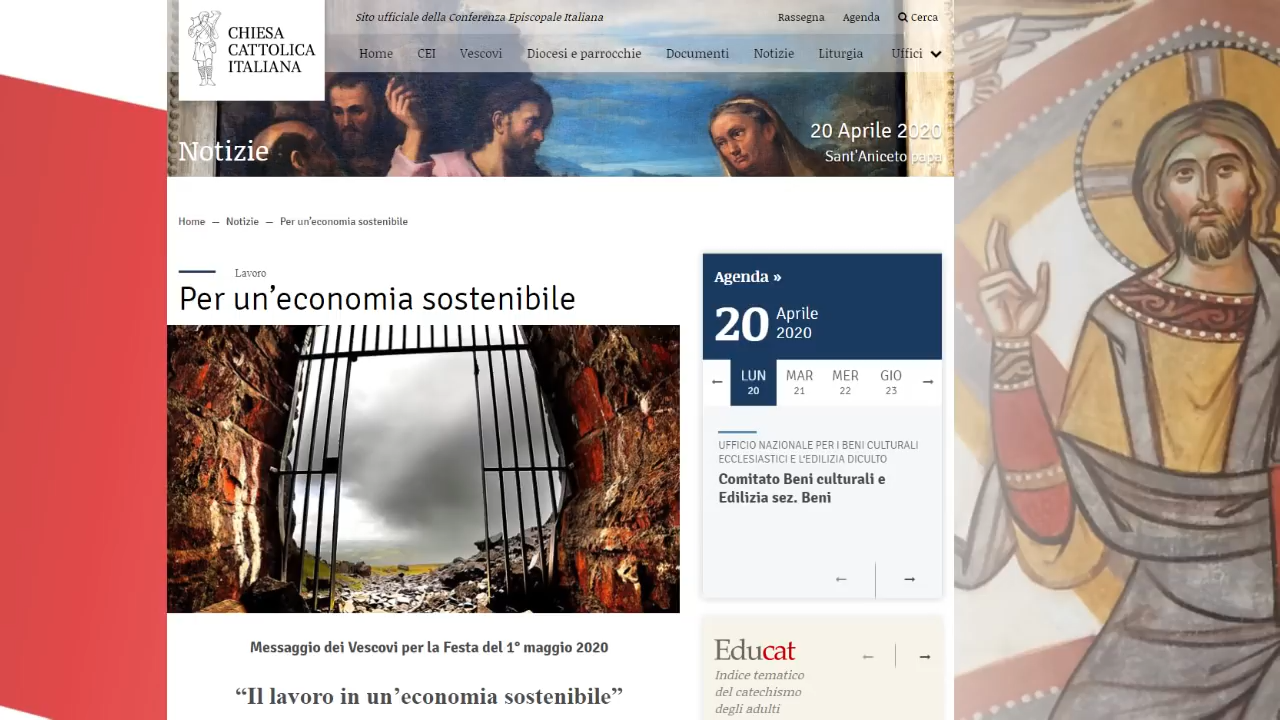 CHIESA
CATTOLICA
ITALIANA
Sito ufficiale della Conferenza Episcopale Italiana
Rassegna Agenda Cerca
Home CEI Vescovi Diocesi e parrocchie Documenti Notizie Liturgia Uffici
Notizie
20 Aprile 2020
Sant'Aniceto papa
Home — Notizie — Per un’economia sostenibile
Lavoro
Per un’economia sostenibile
Agenda »
20 Aprile
2020
← LUN MAR MER GIO →
20 21 22 23
UFFICIO NAZIONALE PER I BENI CULTURALI
ECCLESIASTICI E L'EDILIZIA DICULTO
Comitato Beni culturali e
Edilizia sez. Beni
← →
Messaggio dei Vescovi per la Festa del 1° maggio 2020
“Il lavoro in un’economia sostenibile”
Educat ← →
Indice tematico
del catechismo
degli adulti